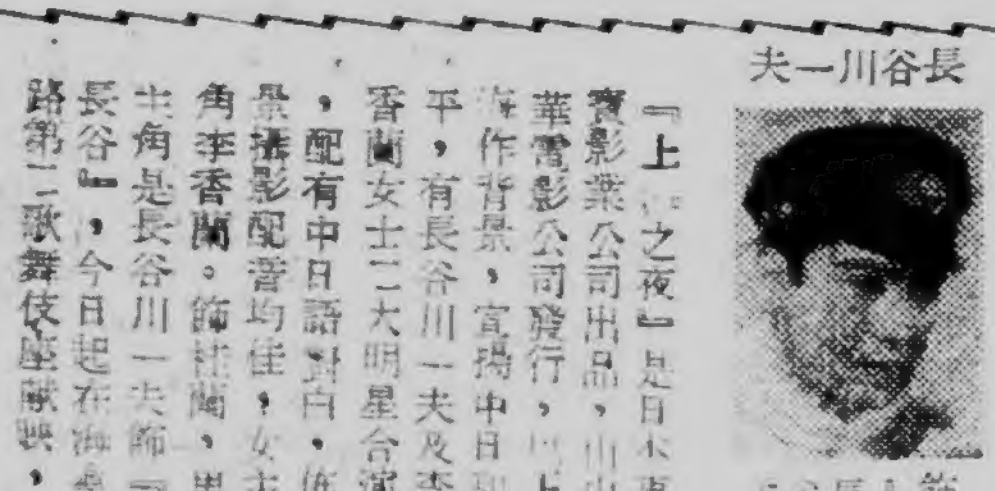 長谷川一夫
『上 之夜』是日本東
寶影業公司出品，由
華電影公司發行，以上
海作背景，宣揚中日和
平，有長谷川一夫及李
香蘭女士二大明星合演
，配有中日語對白，
景攝影配音均佳，女主
角李香蘭。飾桂蘭，男
主角是長谷川一夫飾『
長谷』，今日起在海
路第二歌舞伎座献映，